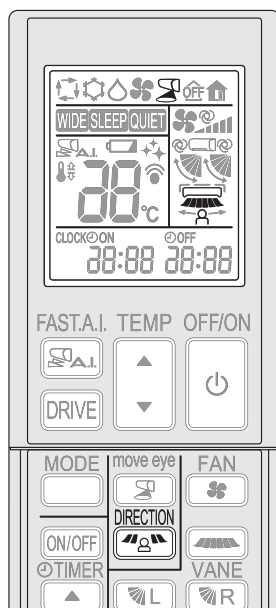 OFF
WIDE SLEEP QUIET
A.I.
88 °C
CLOCK ON OFF
88:88 88:88
FAST.A.I. TEMP OFF/ON
A.I.
DRIVE
MODE move eye FAN
DIRECTION
ON/OFF
TIMER VANE
L R